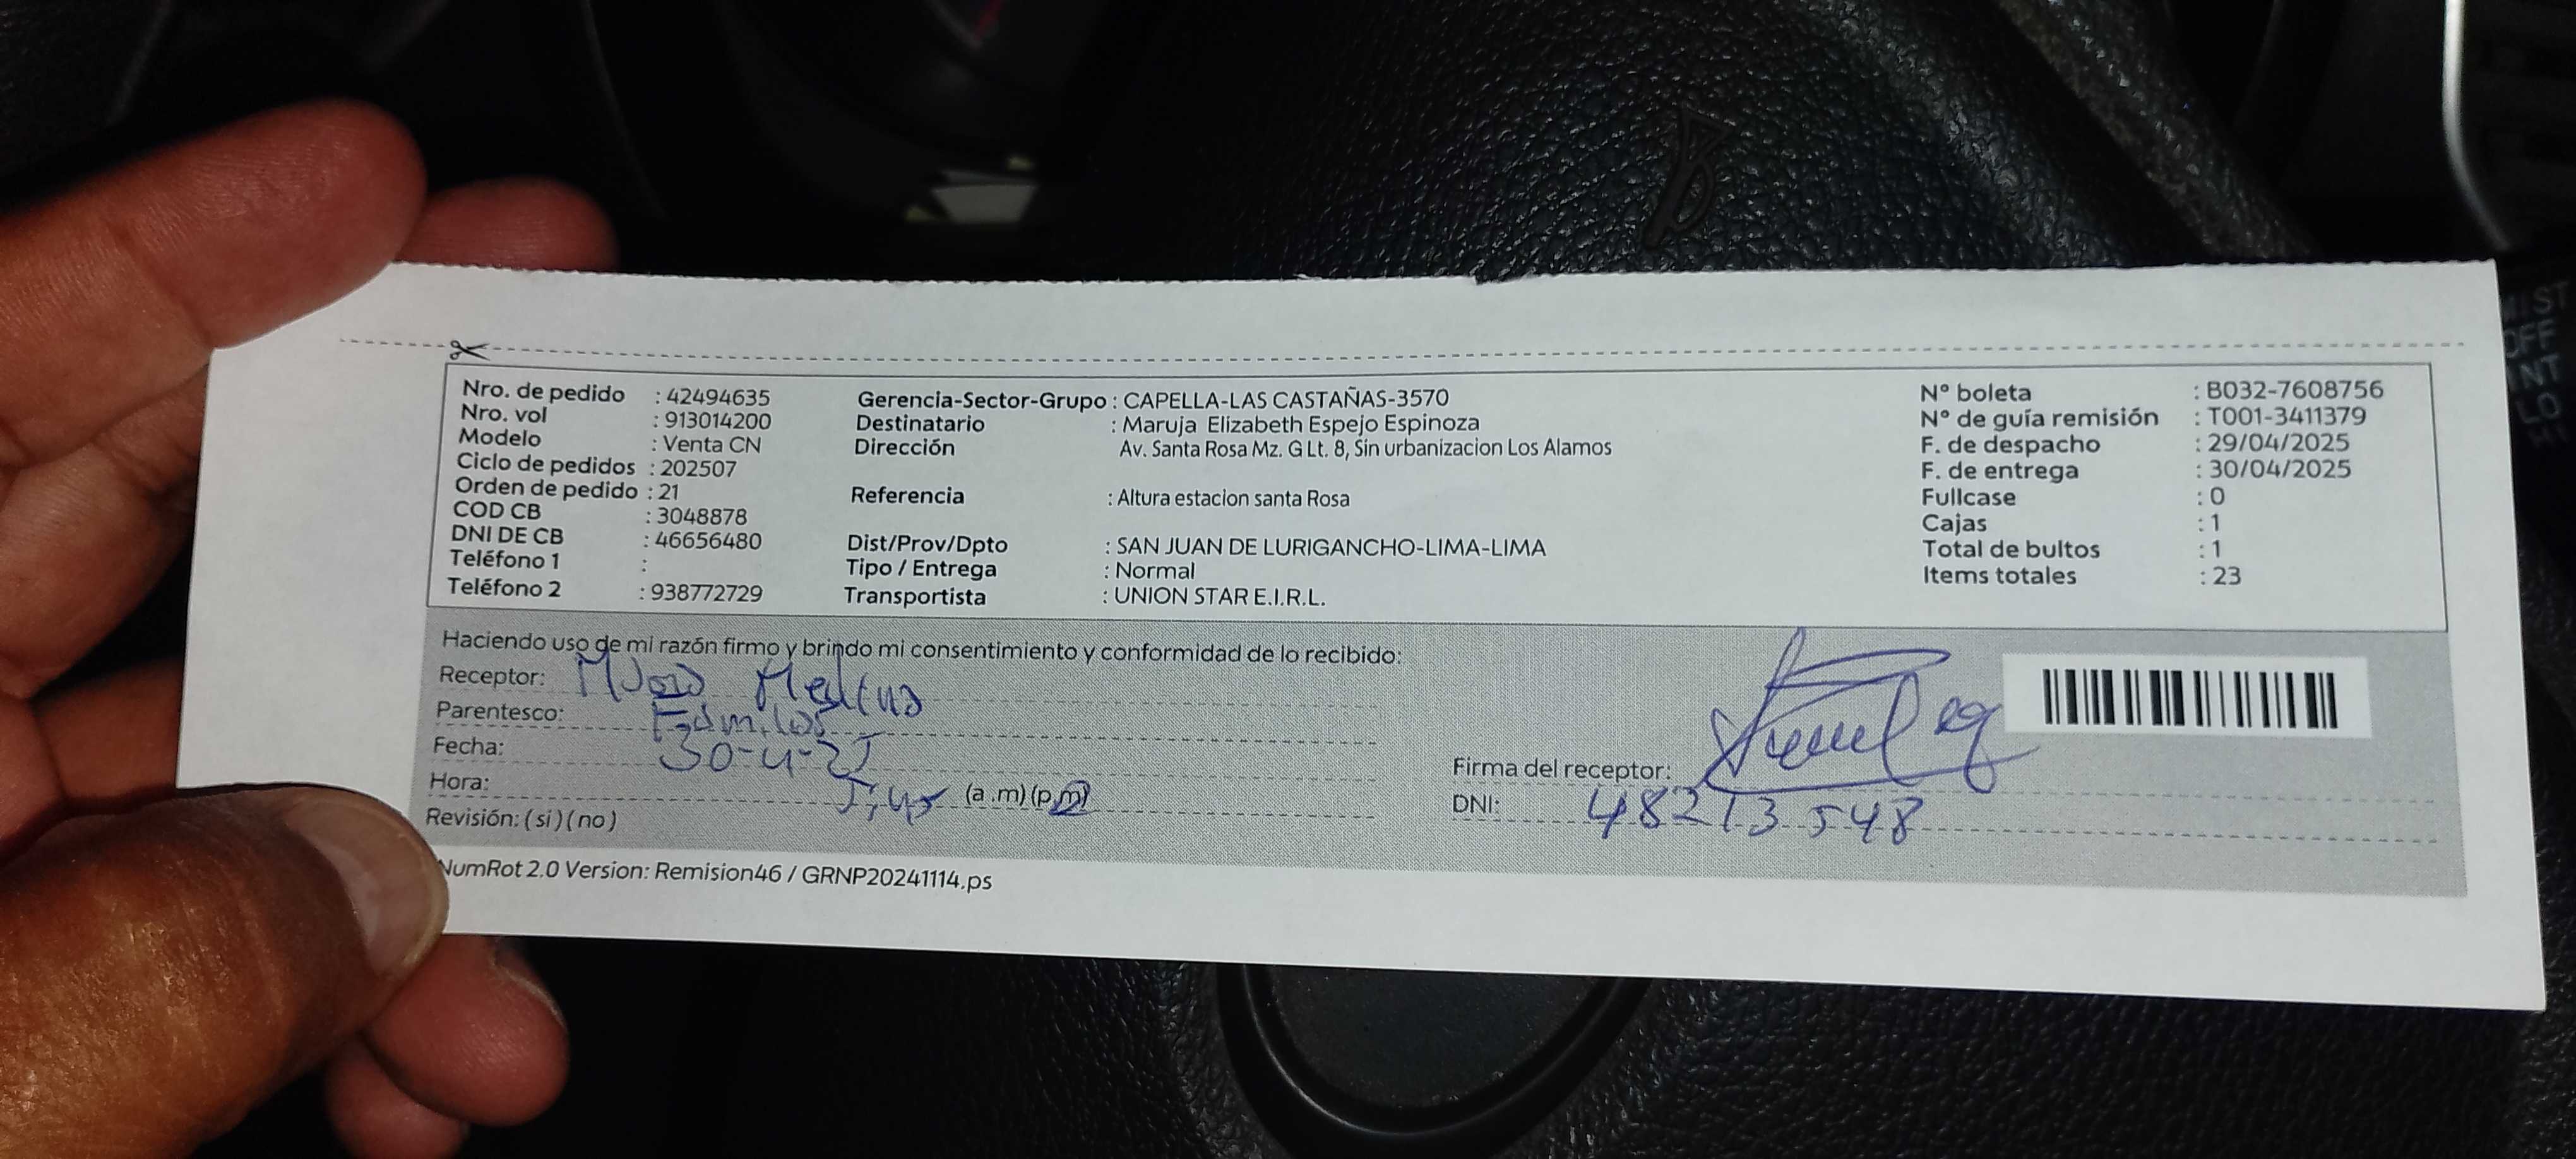 Nro. de pedido : 42494635
Nro. vol : 913014200
Modelo : Venta CN
Ciclo de pedidos : 202507
Orden de pedido : 21
COD CB : 3048878
DNI DE CB : 46656480
Teléfono 1 :
Teléfono 2 : 938772729
Gerencia-Sector-Grupo : CAPELLA-LAS CASTAÑAS-3570
Destinatario : Maruja Elizabeth Espejo Espinoza
Dirección Av. Santa Rosa Mz. G Lt. 8, Sin urbanizacion Los Alamos
Referencia : Altura estacion santa Rosa
Dist/Prov/Dpto : SAN JUAN DE LURIGANCHO-LIMA-LIMA
Tipo / Entrega : Normal
Transportista : UNION STAR E.I.R.L.
N° boleta : B032-7608756
N° de guía remisión : T001-3411379
F. de despacho : 29/04/2025
F. de entrega : 30/04/2025
Fullcase : 0
Cajas : 1
Total de bultos : 1
Items totales : 23
Haciendo uso de mi razón firmo y brindo mi consentimiento y conformidad de lo recibido:
Receptor:
Parentesco: Familiar
Fecha: 30-4-25
Hora: 5:45 (a.m)(p.m)
Revisión: (si)(no)
Firma del receptor:
DNI: 48213548
NumRot 2.0 Version: Remision46 / GRNP20241114.ps
MIST
OFF
INT
LO